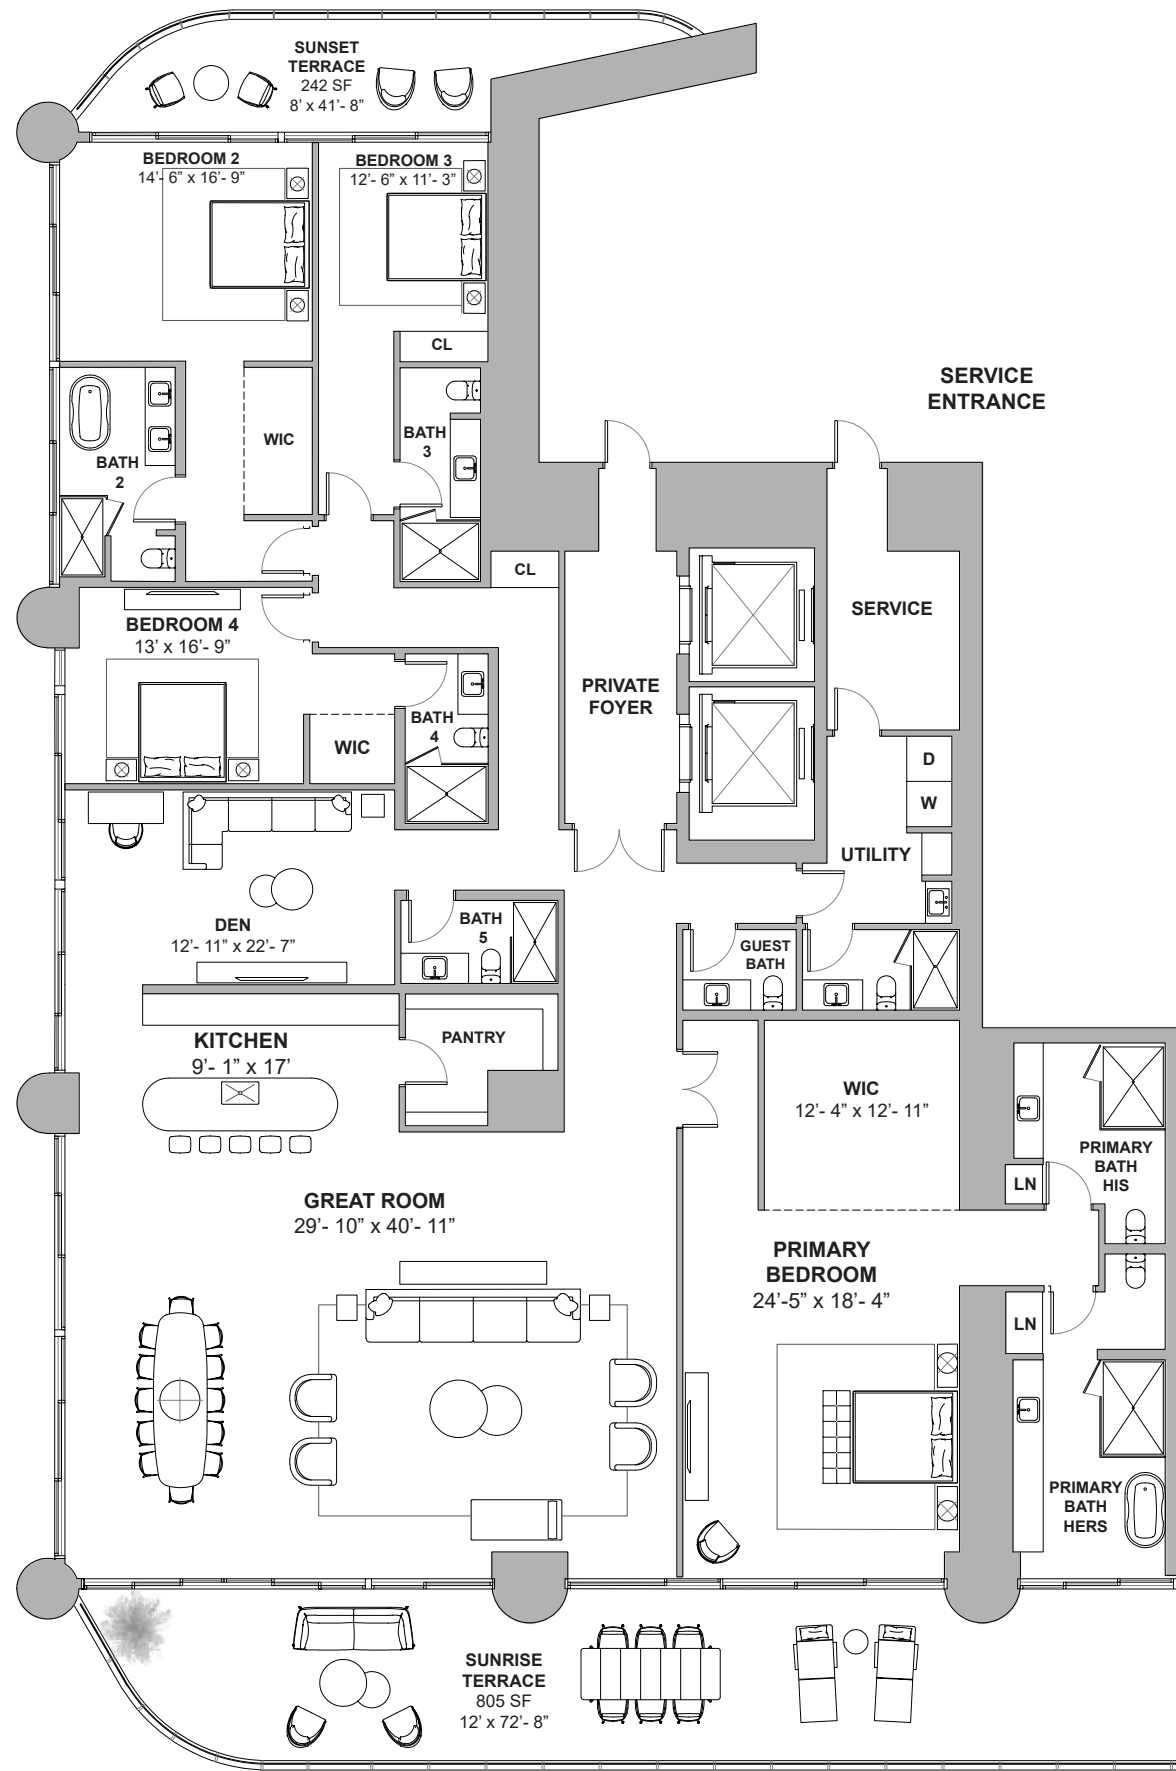 SUNSET
TERRACE
242 SF
8' x 41'- 8"
BEDROOM 2
14'- 6" x 16'- 9"
BEDROOM 3
12'- 6" x 11'- 3"
CL
SERVICE
ENTRANCE
WIC
BATH
3
BATH
2
CL
SERVICE
BEDROOM 4
13' x 16'- 9"
PRIVATE
FOYER
BATH
4
WIC
D
W
UTILITY
DEN
12'- 11" x 22'- 7"
BATH
5
GUEST
BATH
KITCHEN
9'- 1" x 17'
PANTRY
WIC
12'- 4" x 12'- 11"
PRIMARY
BATH
HIS
LN
GREAT ROOM
29'- 10" x 40'- 11"
PRIMARY
BEDROOM
24'-5" x 18'- 4"
LN
PRIMARY
BATH
HERS
SUNRISE
TERRACE
805 SF
12' x 72'- 8"